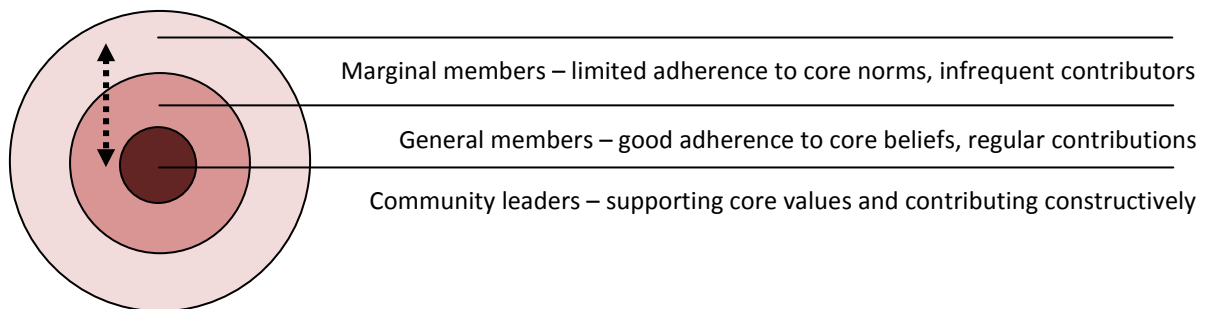 Marginal members – limited adherence to core norms, infrequent contributors
General members – good adherence to core beliefs, regular contributions
Community leaders – supporting core values and contributing constructively